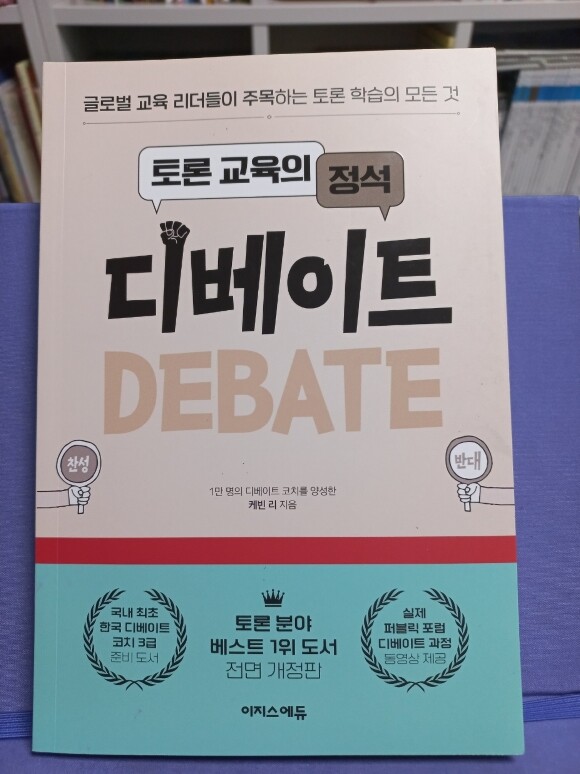 글로벌 교육 리더들이 주목하는 토론 학습의 모든 것
토론 교육의 정석
디베이트
DEBATE
찬성
반대
1만 명의 디베이트 코치를 양성한
케빈 리 지음
국내 최초
한국 디베이트
코치 3급
준비 도서
토론 분야
베스트 1위 도서
전면 개정판
실제
퍼블릭 포럼
디베이트 과정
동영상 제공
이지스에듀